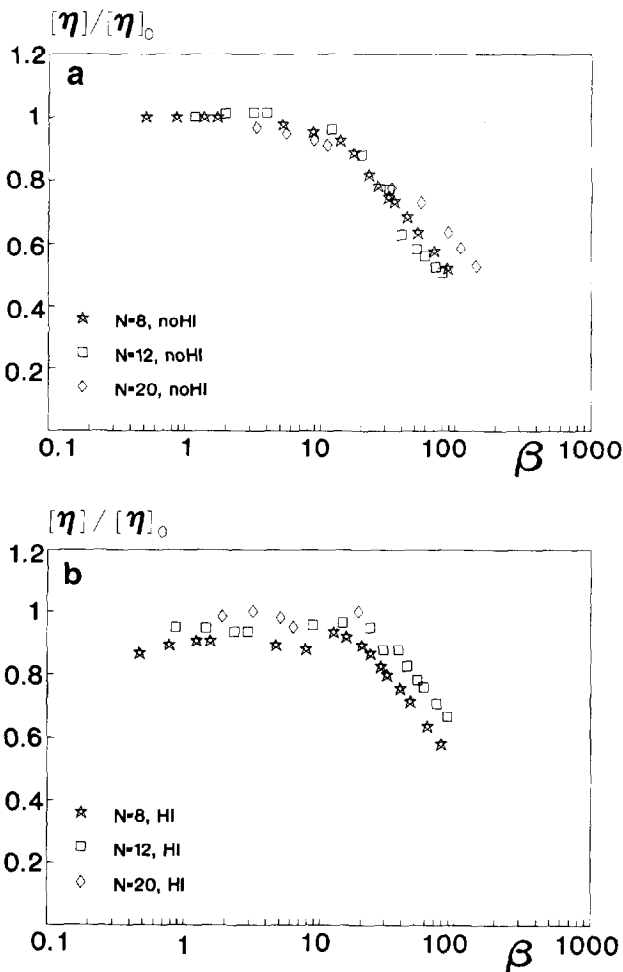 [η]/[η]₀
1.2
a
1
0.8
0.6
0.4
0.2
N=8, noHI
N=12, noHI
N=20, noHI
0.1 1 10 100 β 1000
[η]/[η]₀
1.2
b
1
0.8
0.6
0.4
0.2
N=8, HI
N=12, HI
N=20, HI
0.1 1 10 100 β 1000